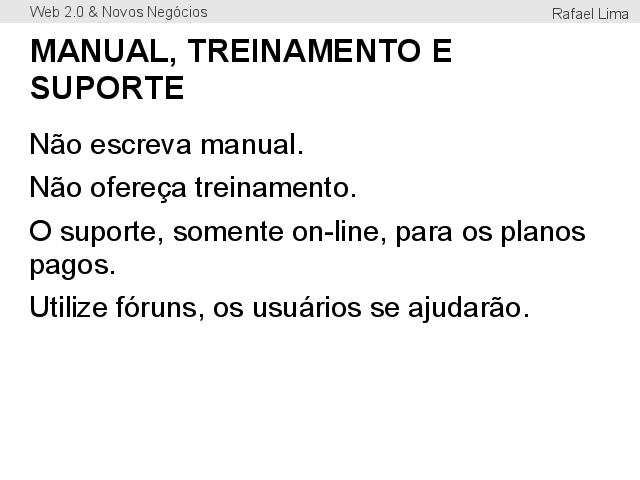 Web 2.0 & Novos Negócios
Rafael Lima
MANUAL, TREINAMENTO E
SUPORTE
Não escreva manual.
Não ofereça treinamento.
O suporte, somente on-line, para os planos
pagos.
Utilize fóruns, os usuários se ajudarão.